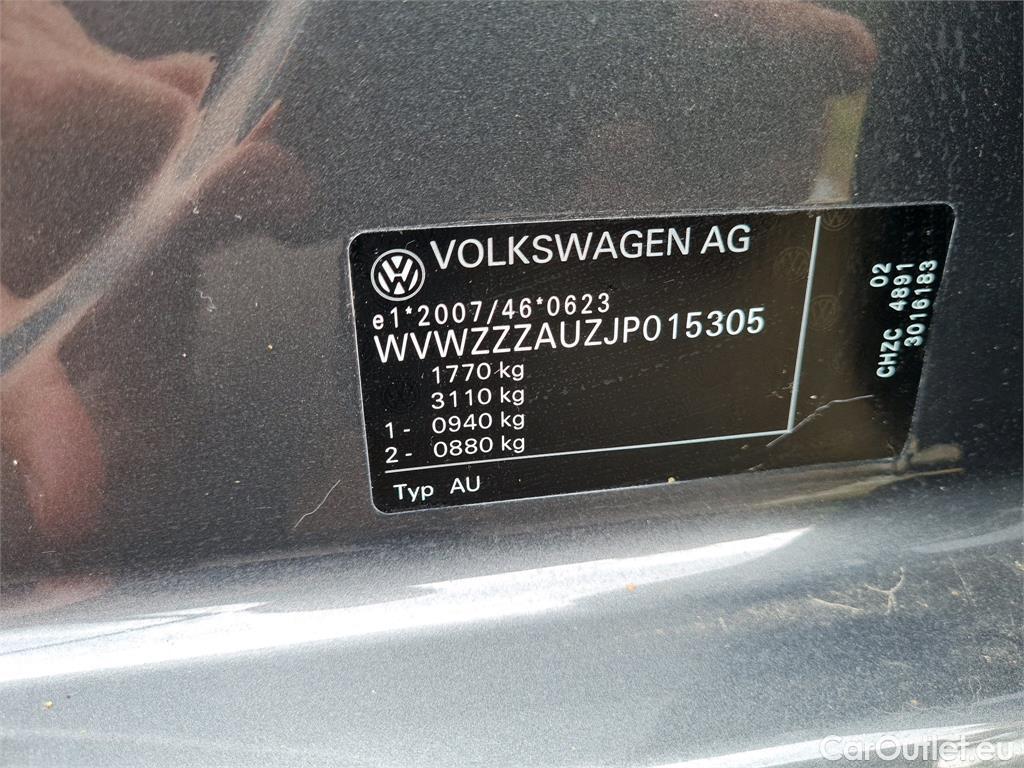 VOLKSWAGEN AG
e1*2007/46*0623
WVWZZZAUZJP015305
1770 kg
3110 kg
1- 0940 kg
2- 0880 kg
Typ AU
02
CHZC 4891
3016183
CarOutlet.eu